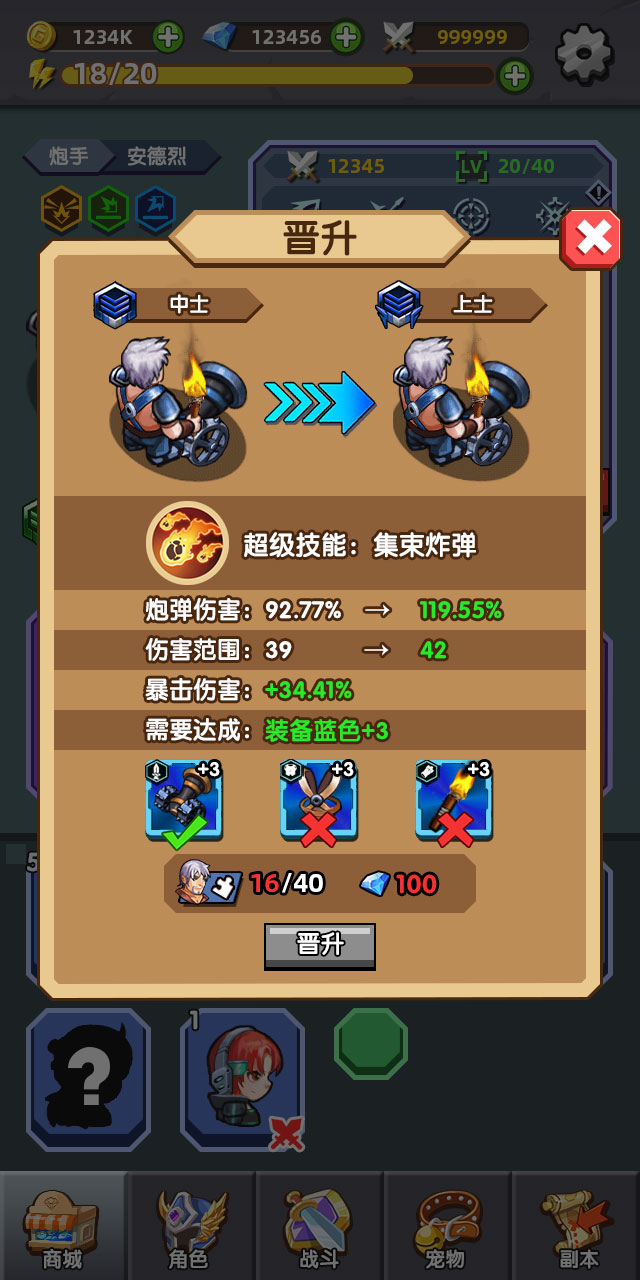 1234K
123456
999999
18/20
炮手
安德烈
12345
LV 20/40
晋升
中士
上士
超级技能：集束炸弹
炮弹伤害：92.77% → 119.55%
伤害范围：39 → 42
暴击伤害：+34.41%
需要达成：装备蓝色+3
+3
+3
+3
16/40
100
晋升
5
?
1
商城
角色
战斗
宠物
副本